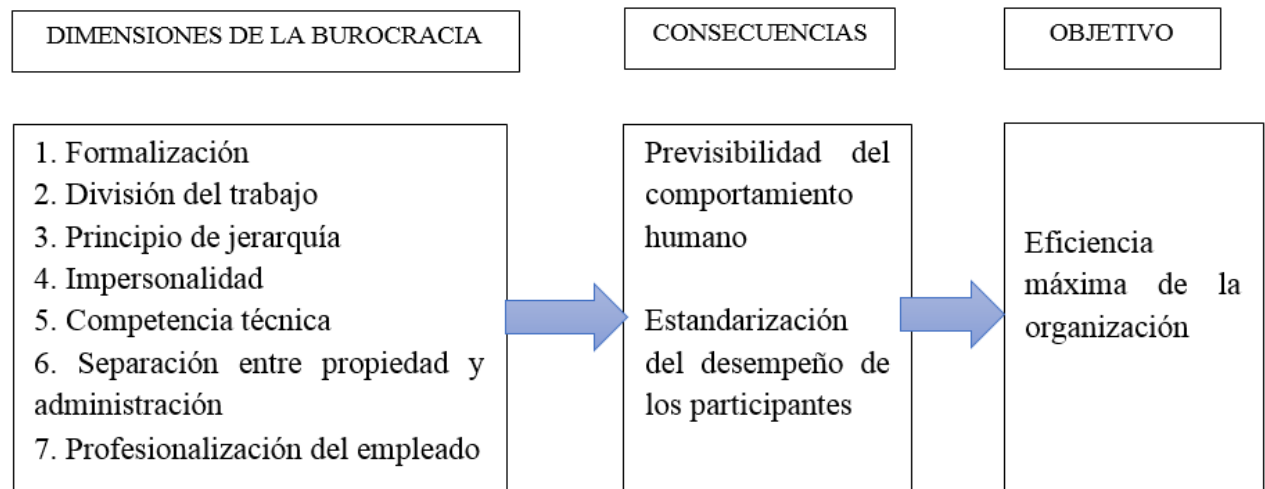 DIMENSIONES DE LA BUROCRACIA
CONSECUENCIAS
OBJETIVO
1. Formalización
2. División del trabajo
3. Principio de jerarquía
4. Impersonalidad
5. Competencia técnica
6. Separación entre propiedad y
administración
7. Profesionalización del empleado
Previsibilidad del
comportamiento
humano
Estandarización
del desempeño de
los participantes
Eficiencia
máxima de la
organización